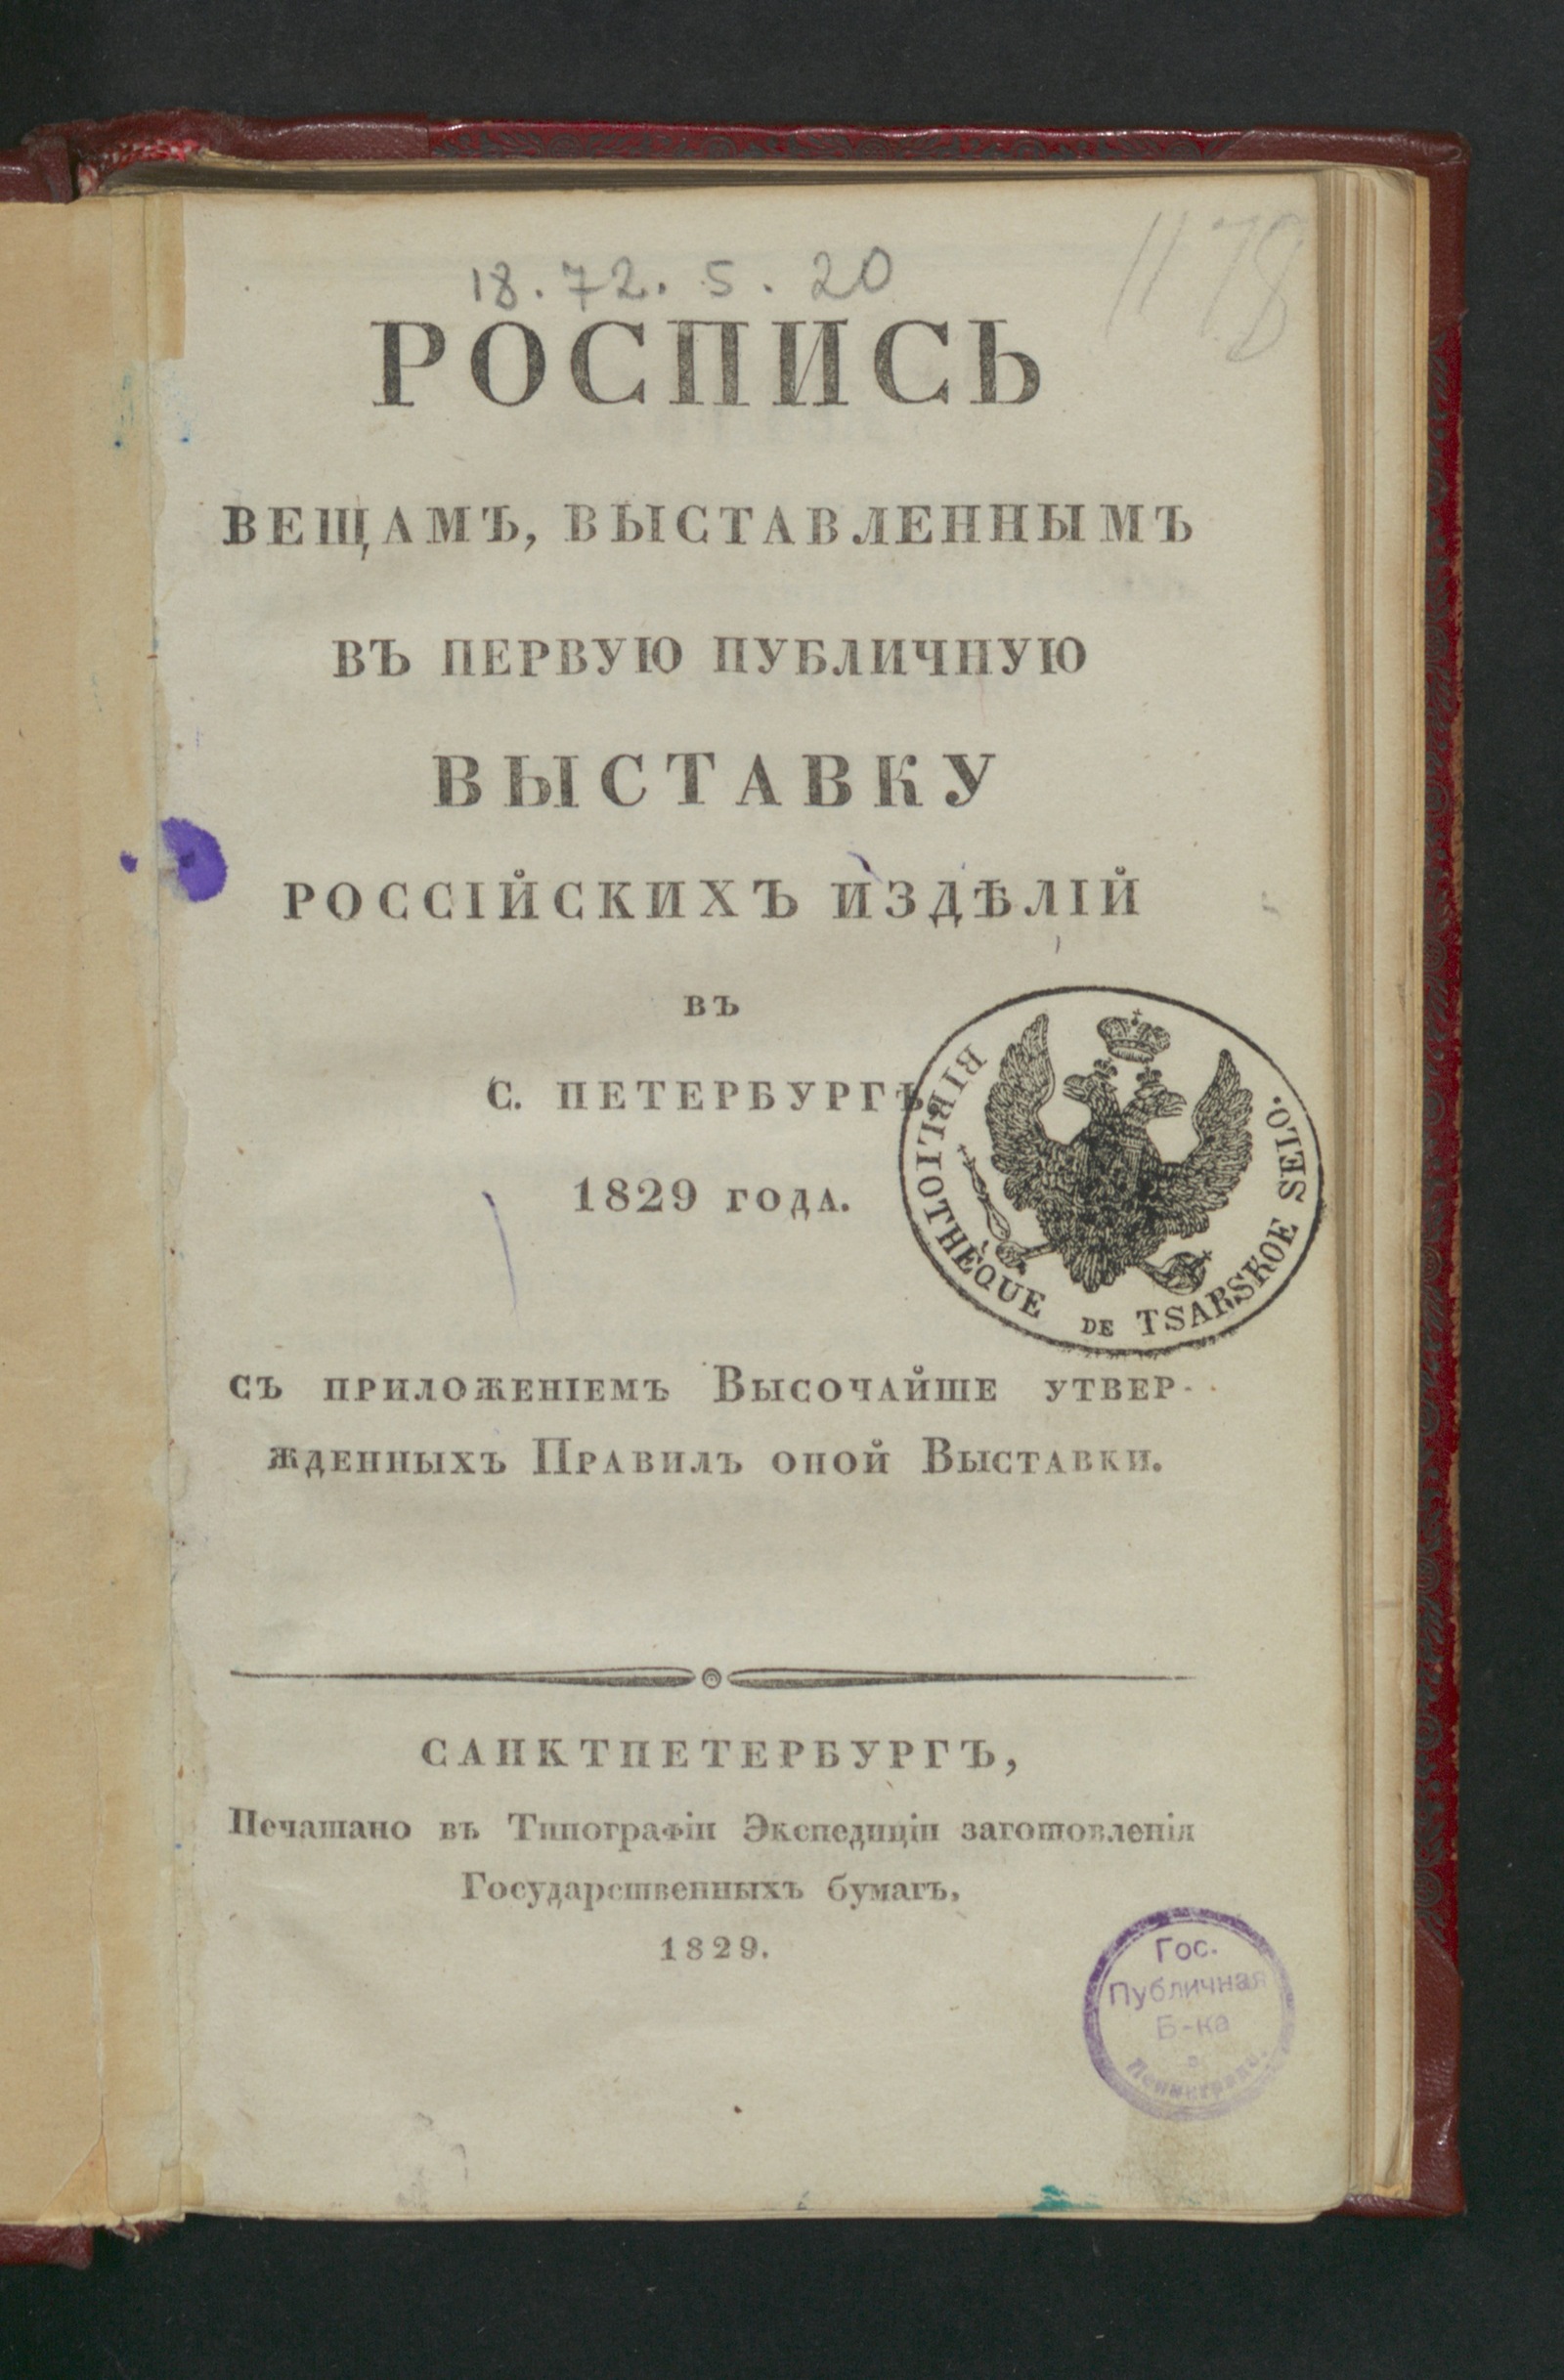 1178
18. 72. 5. 20
РОСПИСЬ
ВЕЩАМЪ, ВЫСТАВЛЕННЫМЪ
ВЪ ПЕРВУЮ ПУБЛИЧНУЮ
ВЫСТАВКУ
РОССІЙСКИХЪ ИЗДѢЛІЙ
ВЪ
С. ПЕТЕРБУРГѢ
1829 ГОДА.
BIBLIOTHÈQUE DE TSARSKOE SELO.
СЪ ПРИЛОЖЕНІЕМЪ ВЫСОЧАЙШЕ УТВЕР-
ЖДЕННЫХЪ ПРАВИЛЪ ОНОЙ ВЫСТАВКИ.
САНКТПЕТЕРБУРГЪ,
Печатано въ Типографіи Экспедиціи заготовленія
Государственныхъ бумагъ,
1829.
Гос.
Публичная
Б-ка
в
Ленинграде.